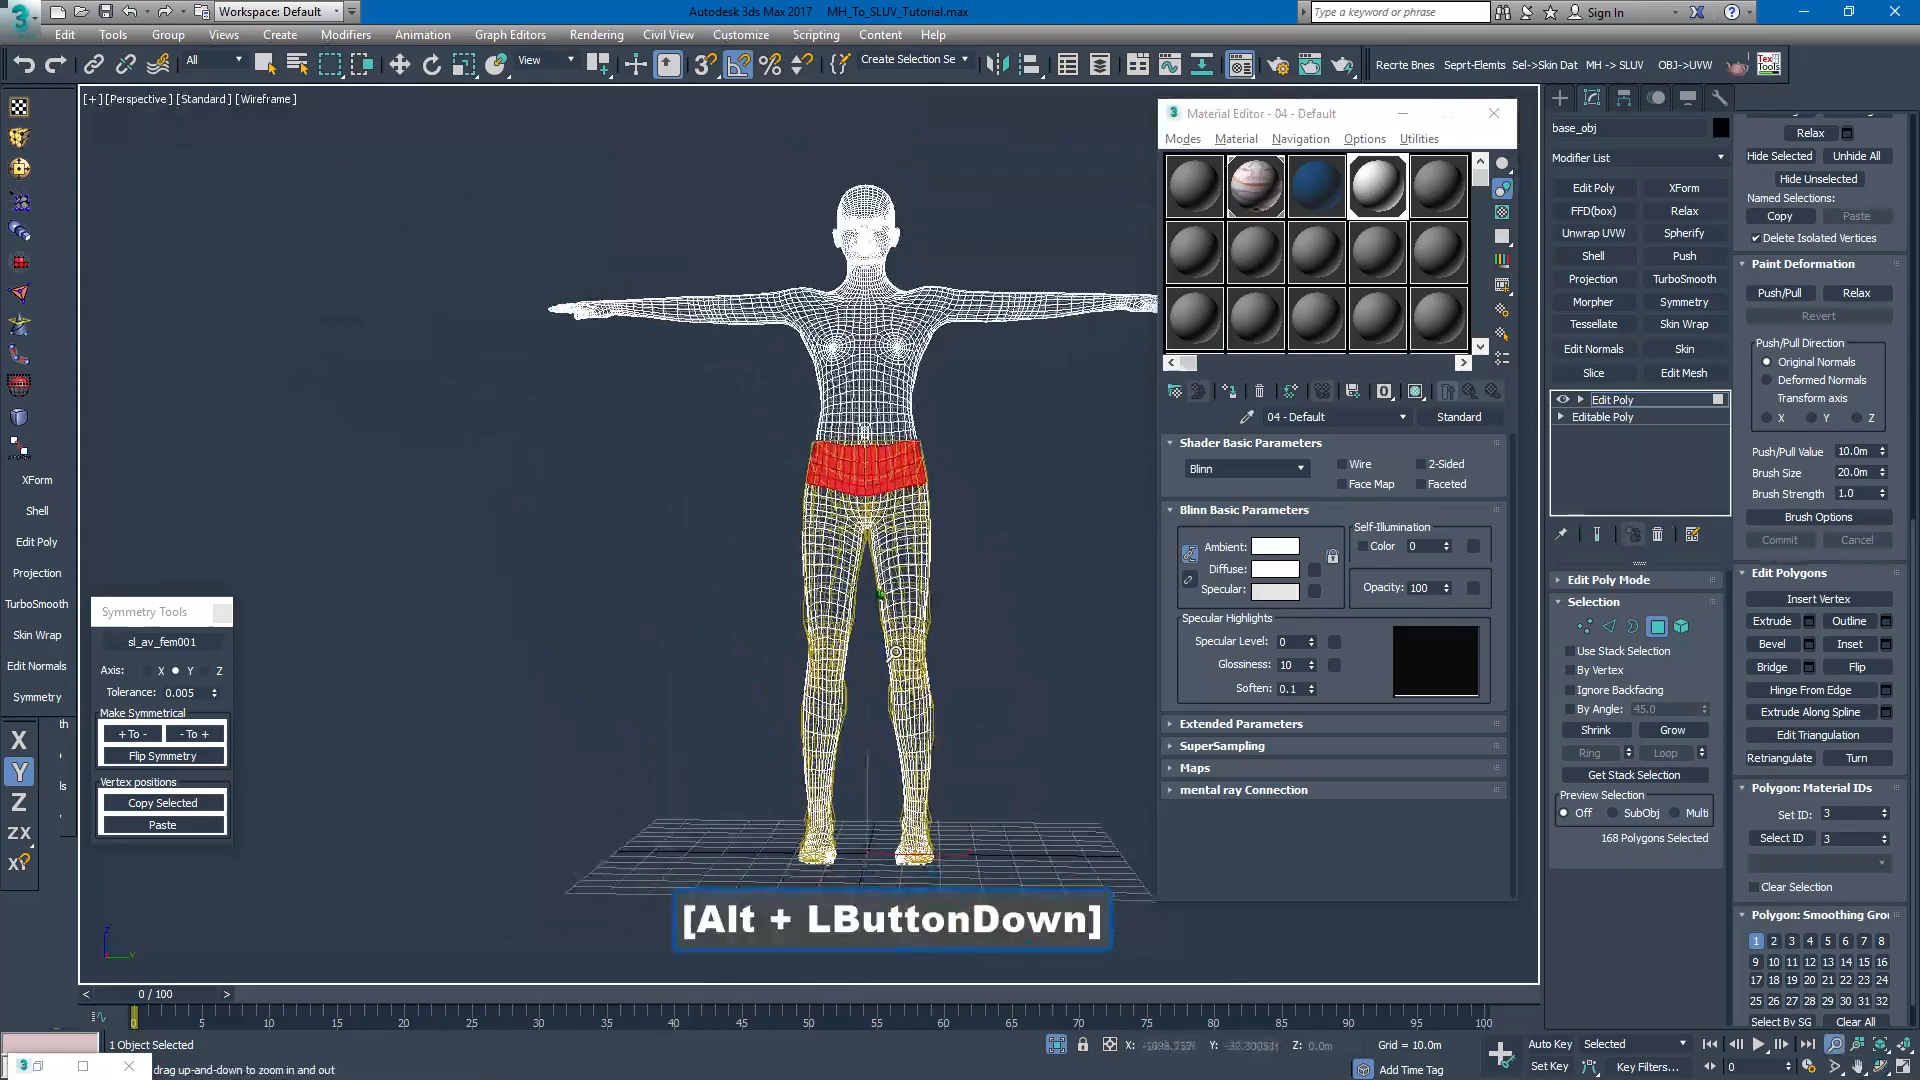 Workspace: Default
Autodesk 3ds Max 2017 MH_To_SLUV_Tutorial.max
Type a keyword or phrase
Sign In
Edit Tools Group Views Create Modifiers Animation Graph Editors Rendering Civil View Customize Scripting Content Help
All
View
Create Selection Se
Recrte Bnes Seprt-Elemts Sel->Skin Dat MH -> SLUV OBJ->UVW
[+] [Perspective] [Standard] [Wireframe]
XForm
Shell
Edit Poly
Projection
TurboSmooth
Skin Wrap
Edit Normals
Symmetry
X
Y
Z
ZX
XY
Symmetry Tools
sl_av_fem001
Axis: X Y Z
Tolerance: 0.005
Make Symmetrical
+ To - - To +
Flip Symmetry
Vertex positions
Copy Selected
Paste
[Alt + LButtonDown]
Material Editor - 04 - Default
Modes Material Navigation Options Utilities
04 - Default Standard
Shader Basic Parameters
Blinn
Wire 2-Sided
Face Map Faceted
Blinn Basic Parameters
Self-Illumination
Ambient: Color 0
Diffuse:
Specular:
Opacity: 100
Specular Highlights
Specular Level: 0
Glossiness: 10
Soften: 0.1
Extended Parameters
SuperSampling
Maps
mental ray Connection
base_obj
Modifier List
Edit Poly XForm
FFD(box) Relax
Unwrap UVW Spherify
Shell Push
Projection TurboSmooth
Morpher Symmetry
Tessellate Skin Wrap
Edit Normals Skin
Slice Edit Mesh
Edit Poly
Editable Poly
Edit Poly Mode
Selection
Use Stack Selection
By Vertex
Ignore Backfacing
By Angle: 45.0
Shrink Grow
Ring Loop
Get Stack Selection
Preview Selection
Off SubObj Multi
168 Polygons Selected
Relax
Hide Selected Unhide All
Hide Unselected
Named Selections:
Copy Paste
Delete Isolated Vertices
Paint Deformation
Push/Pull Relax
Revert
Push/Pull Direction
Original Normals
Deformed Normals
Transform axis
X Y Z
Push/Pull Value 10.0m
Brush Size 20.0m
Brush Strength 1.0
Brush Options
Commit Cancel
Edit Polygons
Insert Vertex
Extrude Outline
Bevel Inset
Bridge Flip
Hinge From Edge
Extrude Along Spline
Edit Triangulation
Retriangulate Turn
Polygon: Material IDs
Set ID: 3
Select ID 3
Clear Selection
Polygon: Smoothing Gro
1 2 3 4 5 6 7 8
9 10 11 12 13 14 15 16
17 18 19 20 21 22 23 24
25 26 27 28 29 30 31 32
Select By SG Clear All
0 / 100
0 5 10 15 20 25 30 35 40 45 50 55 60 65 70 75 80 85 90 95 100
1 Object Selected
X: Y: Z: 0.0m
Grid = 10.0m
Auto Key Selected
drag up-and-down to zoom in and out
Add Time Tag
Set Key Key Filters...
0